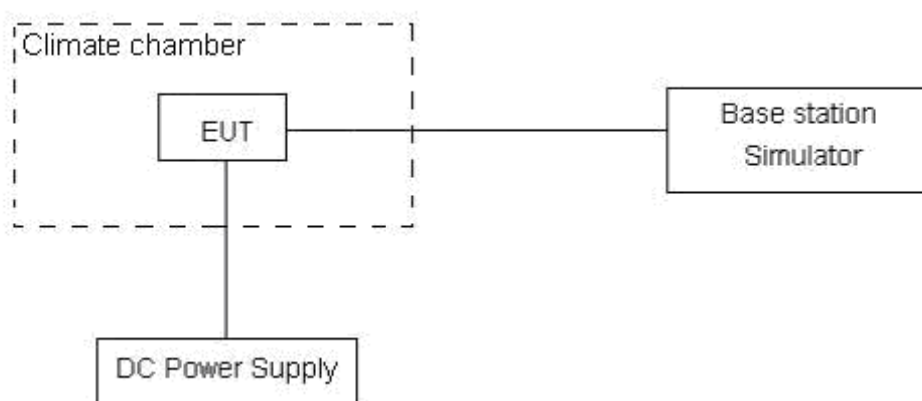 Climate chamber
EUT
Base station
Simulator
DC Power Supply